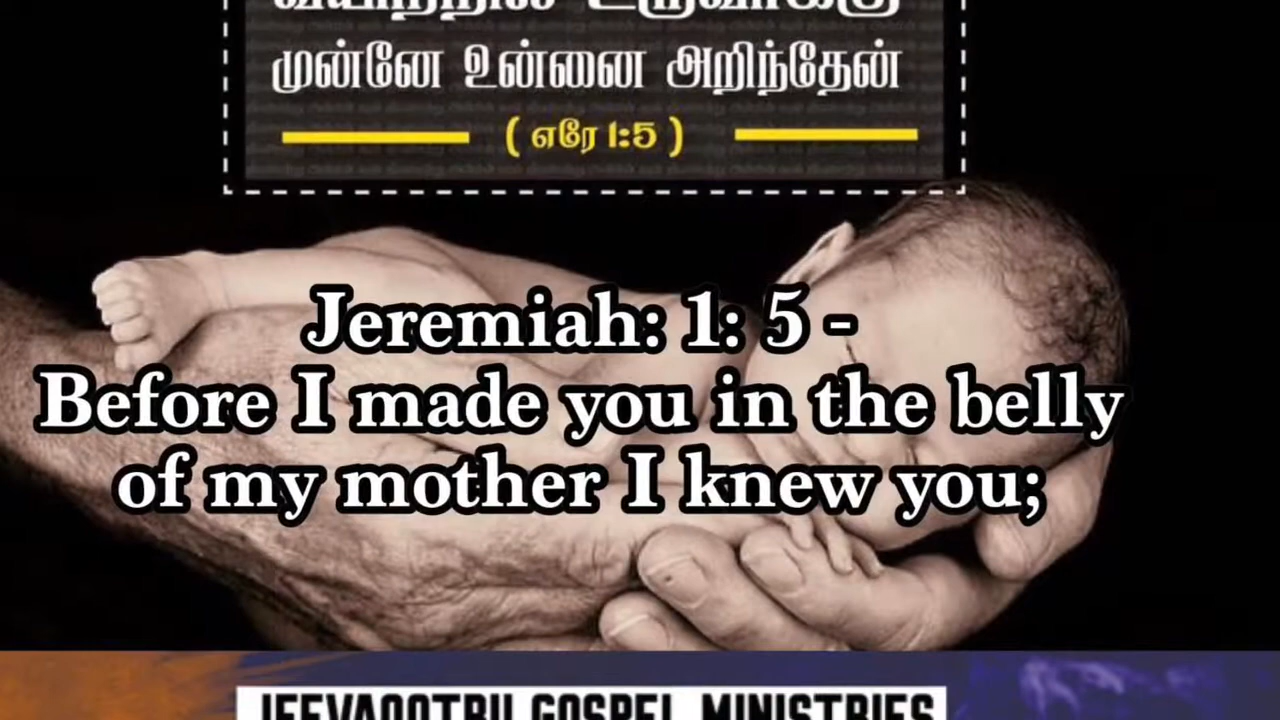 முன்னே உன்னை அறிந்தேன்
( எரே 1:5 )
Jeremiah: 1: 5 -
Before I made you in the belly
of my mother I knew you;
JEEVAOOTRU GOSPEL MINISTRIES